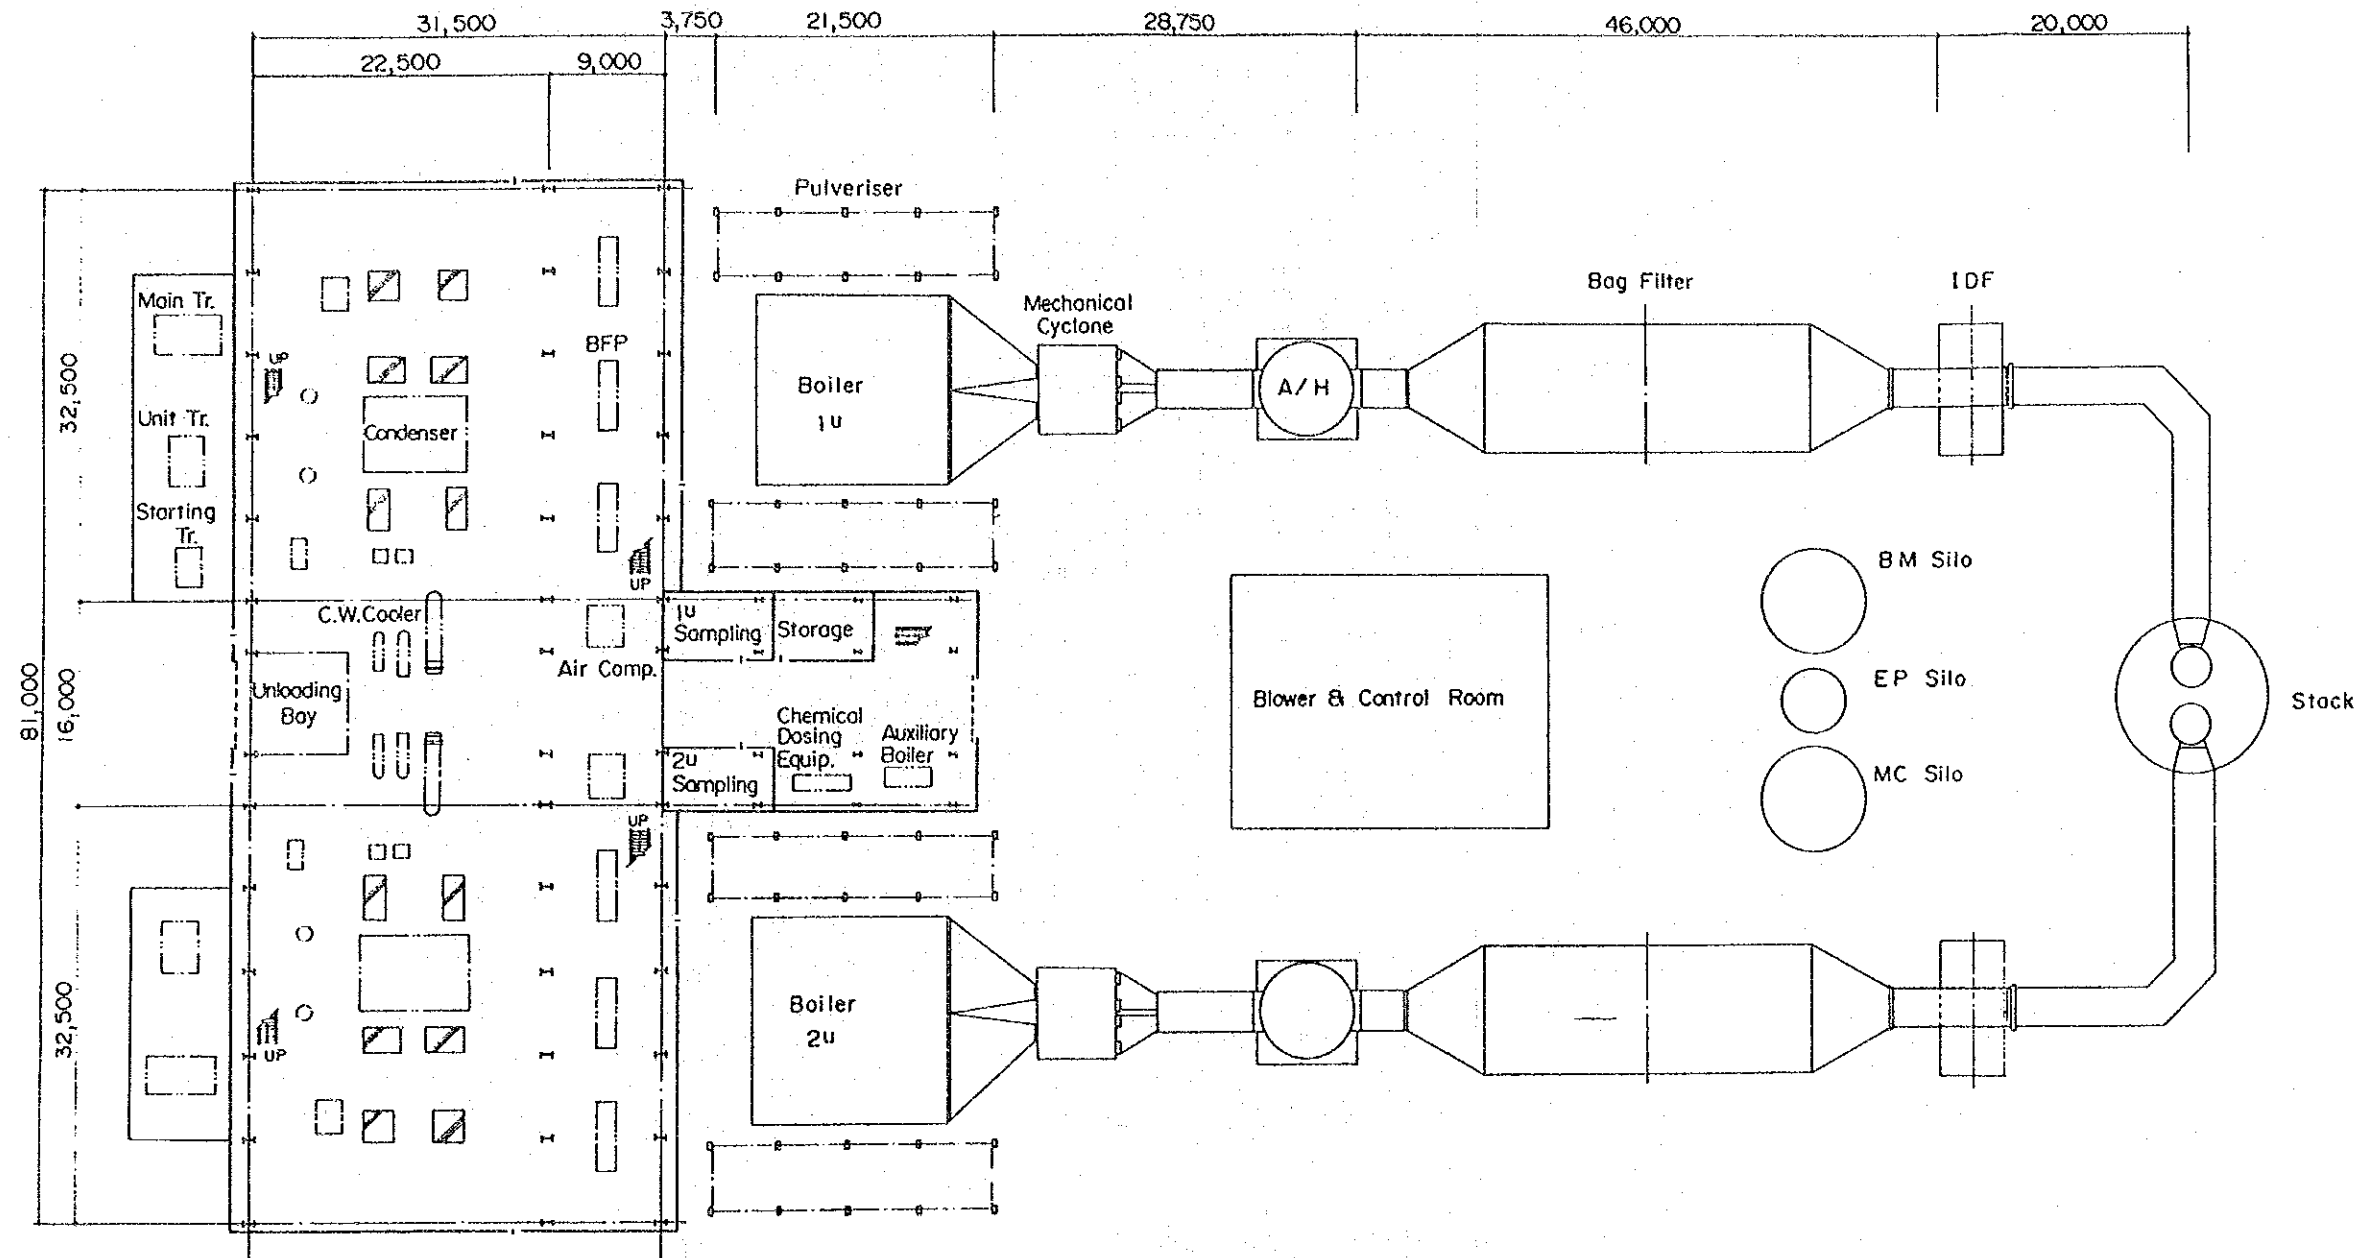 31,500
3,750
21,500
28,750
46,000
20,000
22,500
9,000
Pulveriser
Main Tr.
Mechanical
Cyclone
Bag Filter
IDF
UP
BFP
32,500
Boiler
1u
A/H
Unit Tr.
Condenser
Starting
Tr.
UP
BM Silo
C.W.Cooler
1u
Sampling
Storage
Air Comp.
81,000
16,000
Unloading
Bay
Blower & Control Room
EP Silo
Stack
Chemical
Dosing
Equip.
Auxiliary
Boiler
2u
Sampling
MC Silo
UP
32,500
Boiler
2u
UP